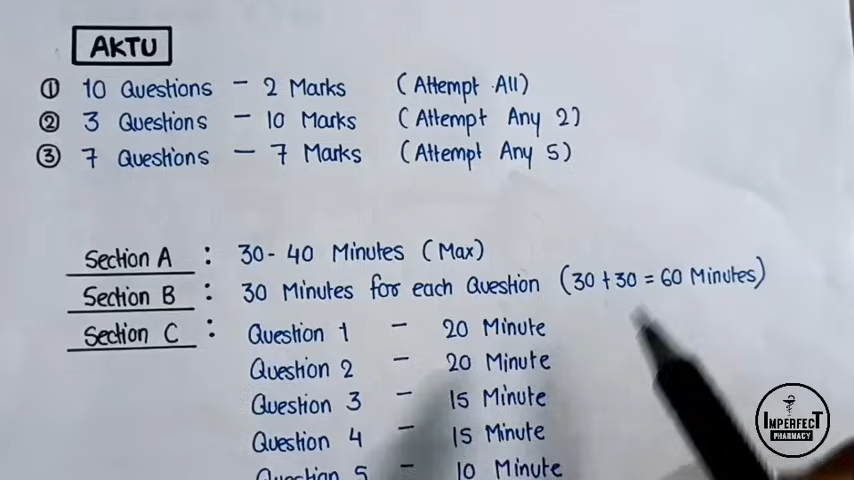 AKTU
① 10 Questions - 2 Marks (Attempt All)
② 3 Questions - 10 Marks (Attempt Any 2)
③ 7 Questions - 7 Marks (Attempt Any 5)
Section A : 30-40 Minutes (Max)
Section B : 30 Minutes for each Question (30+30=60 Minutes)
Section C : Question 1 - 20 Minute
Question 2 - 20 Minute
Question 3 - 15 Minute
Question 4 - 15 Minute
Question 5 - 10 Minute
IMPERFECT
PHARMACY